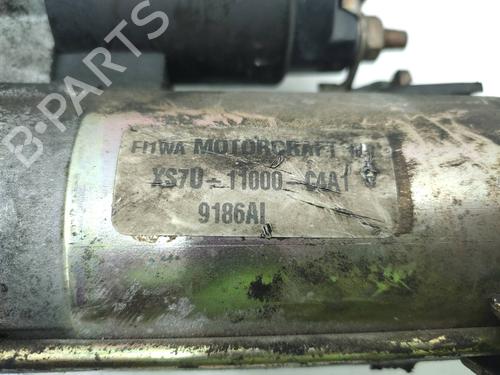 B-PARTS
MOTORCRAFT
XS7U-11000-C4A
9186AI